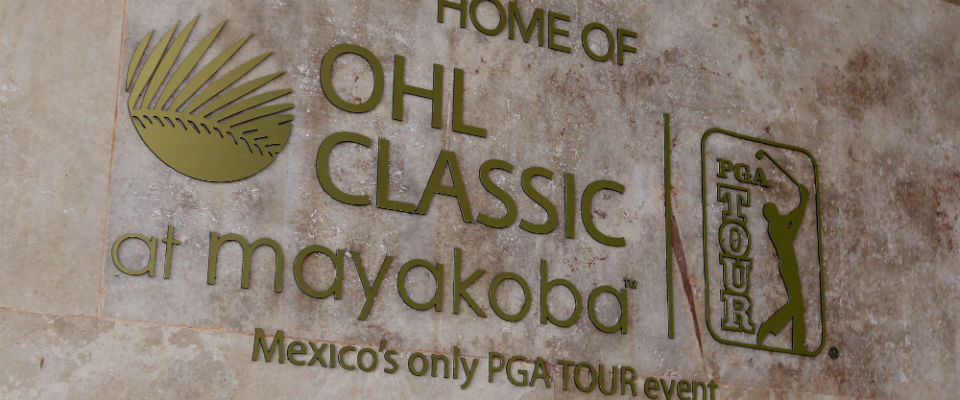 HOME OF
OHL
CLASSIC
at mayakoba™
Mexico's only PGA TOUR event
PGA
TOUR
®